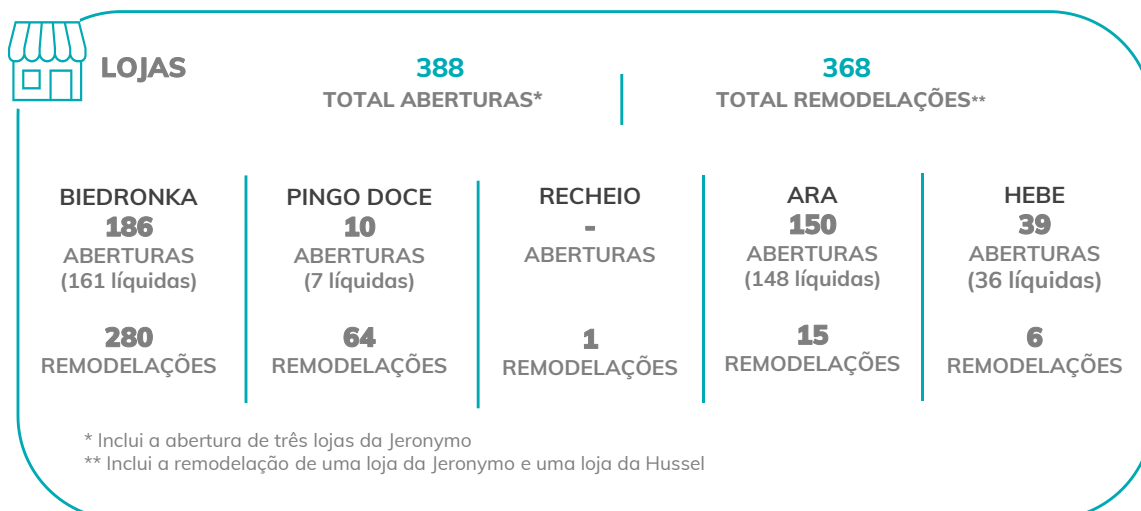 LOJAS
388
TOTAL ABERTURAS*
368
TOTAL REMODELAÇÕES**
BIEDRONKA
186
ABERTURAS
(161 líquidas)
280
REMODELAÇÕES
PINGO DOCE
10
ABERTURAS
(7 líquidas)
64
REMODELAÇÕES
RECHEIO
-
ABERTURAS
1
REMODELAÇÕES
ARA
150
ABERTURAS
(148 líquidas)
15
REMODELAÇÕES
HEBE
39
ABERTURAS
(36 líquidas)
6
REMODELAÇÕES
* Inclui a abertura de três lojas da Jeronymo
** Inclui a remodelação de uma loja da Jeronymo e uma loja da Hussel